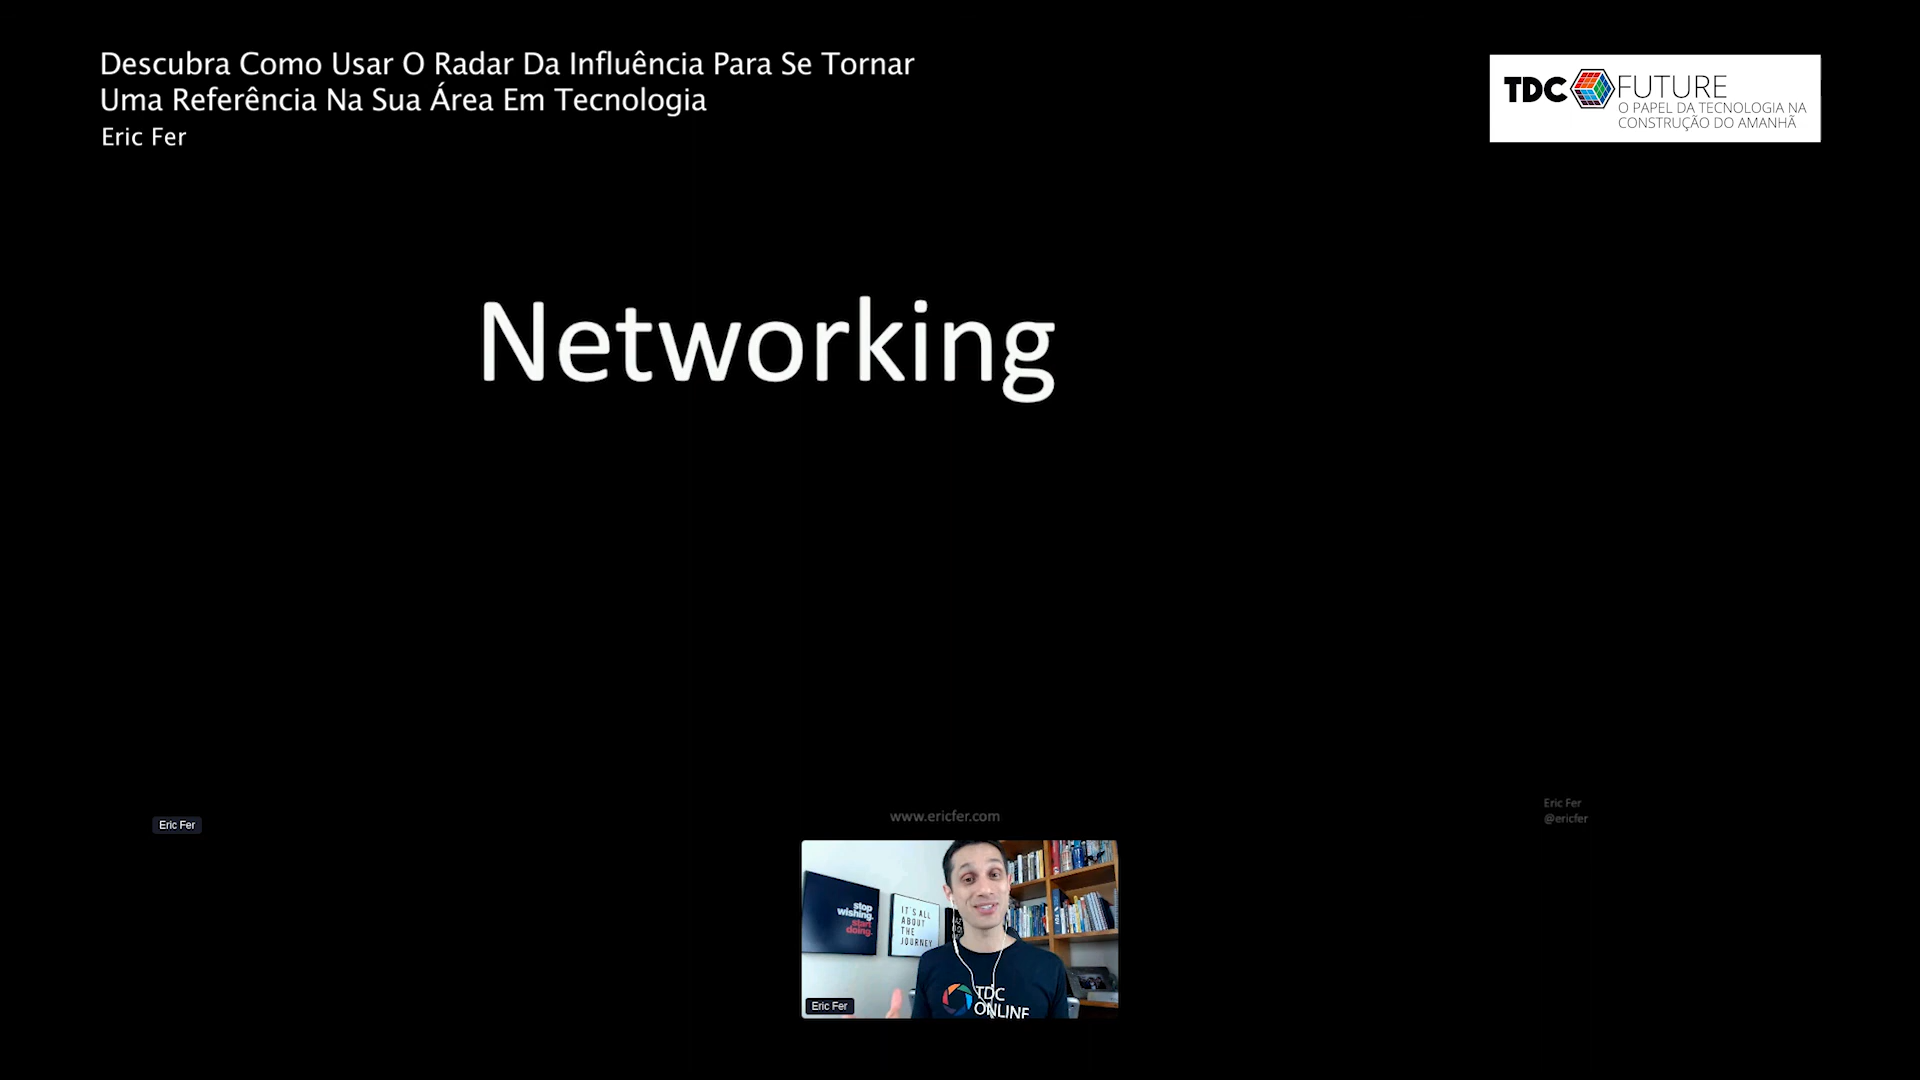 Descubra Como Usar O Radar Da Influência Para Se Tornar
Uma Referência Na Sua Área Em Tecnologia
Eric Fer
TDC FUTURE
O PAPEL DA TECNOLOGIA NA
CONSTRUÇÃO DO AMANHÃ
Networking
Eric Fer
www.ericfer.com
Eric Fer
@ericfer
stop
wishing.
start
doing.
IT'S ALL
ABOUT
THE
JOURNEY
TDC
ONLINE
Eric Fer